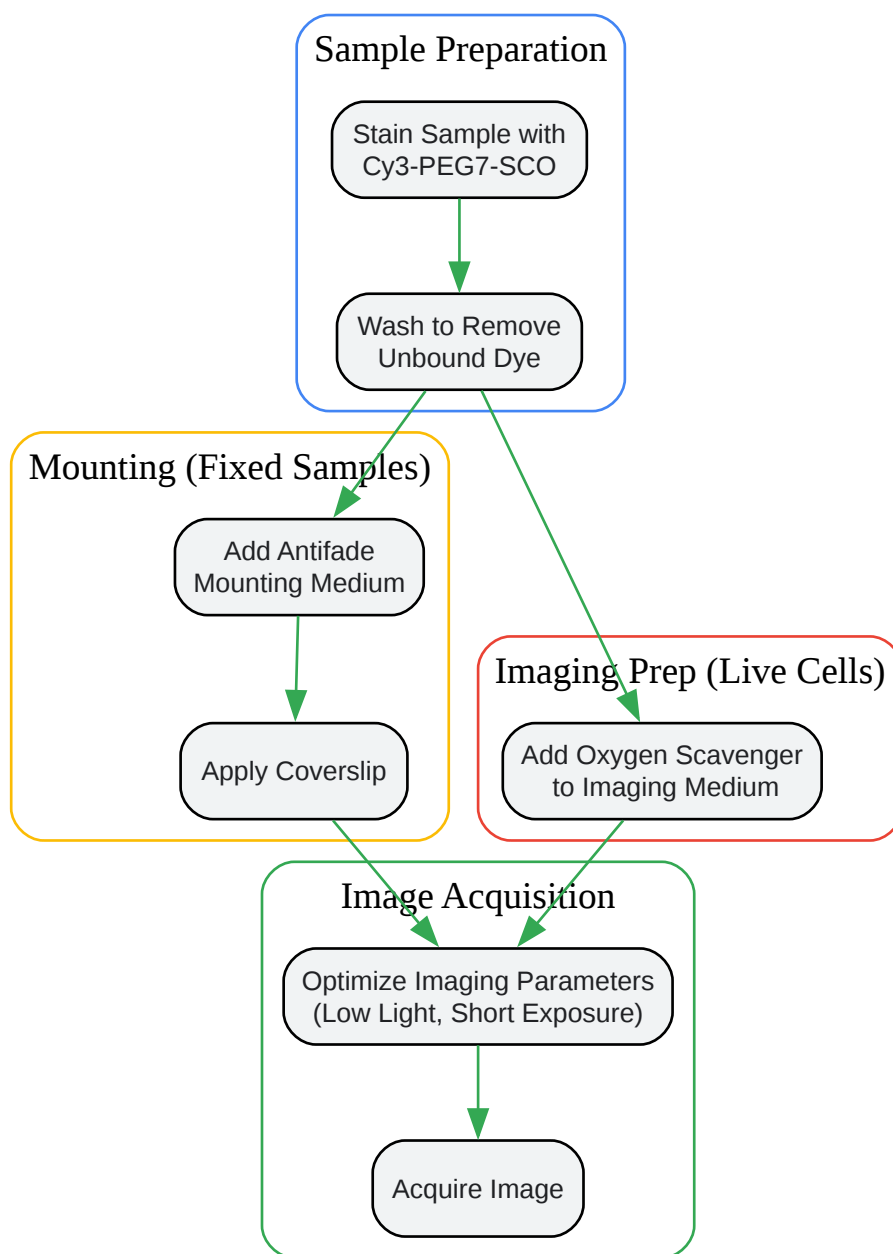 Sample Preparation
Stain Sample with
Cy3-PEG7-SCO
Wash to Remove
Unbound Dye
Mounting (Fixed Samples)
Add Antifade
Mounting Medium
Apply Coverslip
Imaging Prep (Live Cells)
Add Oxygen Scavenger
to Imaging Medium
Image Acquisition
Optimize Imaging Parameters
(Low Light, Short Exposure)
Acquire Image